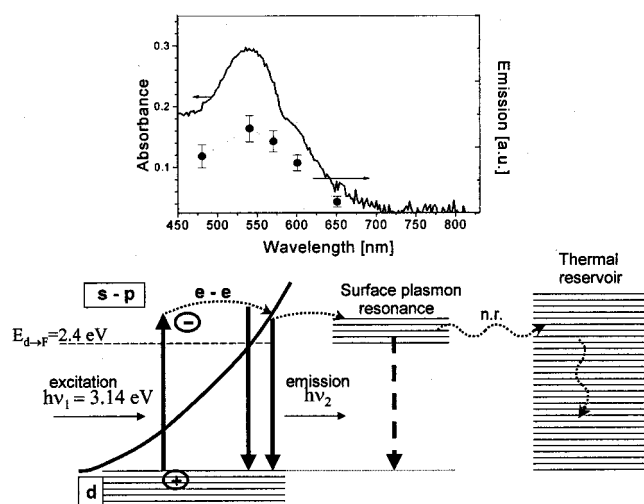 0.3
0.2
0.1
Absorbance
Emission [a.u.]
450 500 550 600 650 700 750 800
Wavelength [nm]
Thermal
reservoir
s - p
e - e
Surface plasmon
resonance
n.r.
−
E_{d→F}=2.4 eV
excitation
hν₁ = 3.14 eV
emission
hν₂
+
d